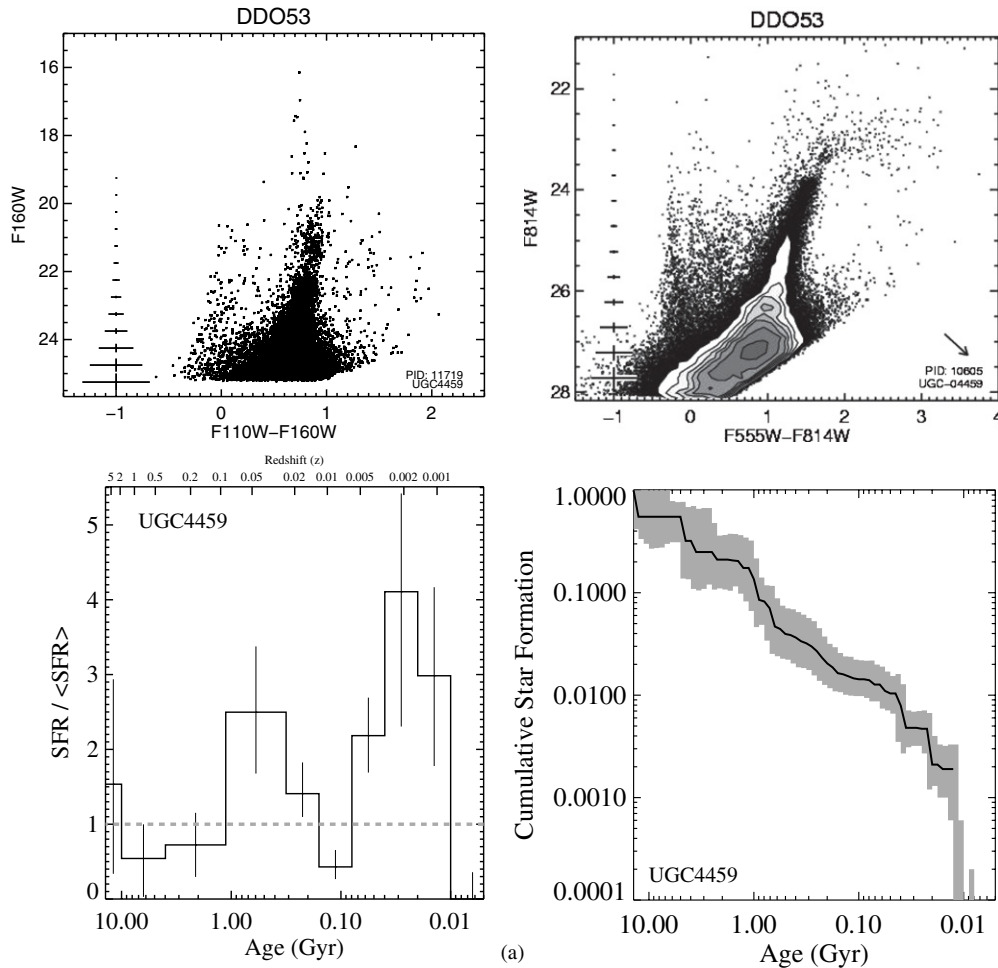 DDO53
16
18
20
22
24
F160W
PID: 11719
UGC4459
−1
0
1
2
F110W−F160W
DDO53
22
24
26
28
F814W
PID: 10605
UGC-04459
−1
0
1
2
3
4
F555W−F814W
Redshift (z)
5 2 1 0.5 0.2 0.1 0.05 0.02 0.01 0.005 0.002 0.001
UGC4459
5
4
3
2
1
0
SFR / <SFR>
10.00 1.00 0.10 0.01
Age (Gyr)
1.0000
0.1000
0.0100
0.0010
0.0001
Cumulative Star Formation
UGC4459
10.00 1.00 0.10 0.01
Age (Gyr)
(a)